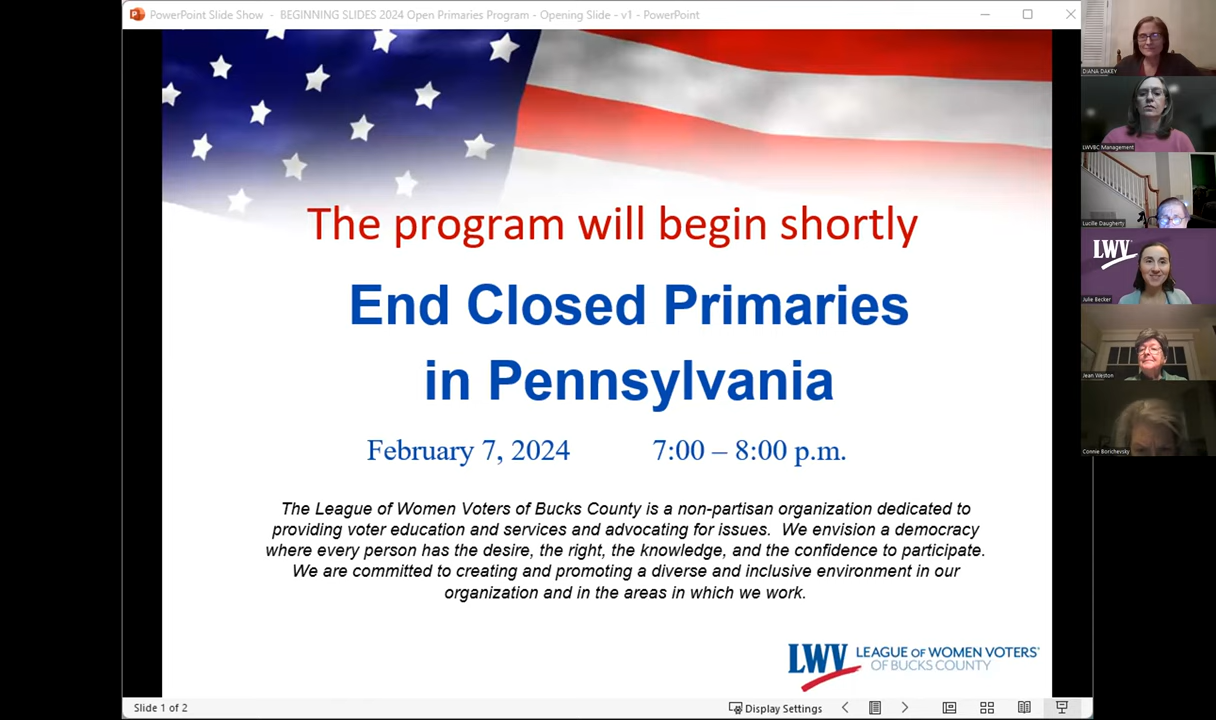 PowerPoint Slide Show - BEGINNING SLIDES 2024 Open Primaries Program - Opening Slide - v1 - PowerPoint
The program will begin shortly
End Closed Primaries
in Pennsylvania
February 7, 2024 7:00 – 8:00 p.m.
The League of Women Voters of Bucks County is a non-partisan organization dedicated to
providing voter education and services and advocating for issues. We envision a democracy
where every person has the desire, the right, the knowledge, and the confidence to participate.
We are committed to creating and promoting a diverse and inclusive environment in our
organization and in the areas in which we work.
LWV LEAGUE OF WOMEN VOTERS®
OF BUCKS COUNTY
Slide 1 of 2
Display Settings
DIANA DAKEY
LWVBC Management
Lucille Daugherty
LWV
Julie Becker
Jean Weston
Connie Borichevsky